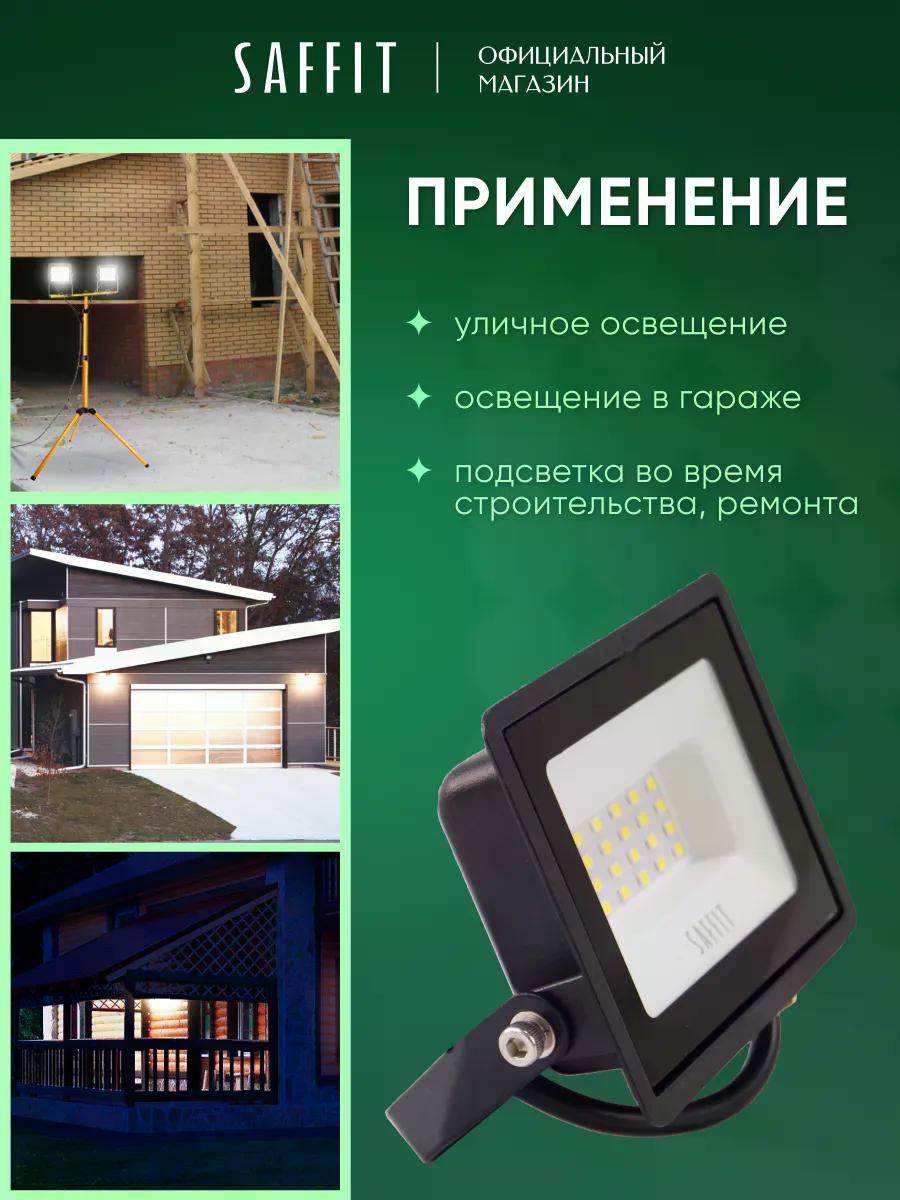 SAFFIT
ОФИЦИАЛЬНЫЙ
МАГАЗИН
ПРИМЕНЕНИЕ
уличное освещение
освещение в гараже
подсветка во время
строительства, ремонта
SAFFIT